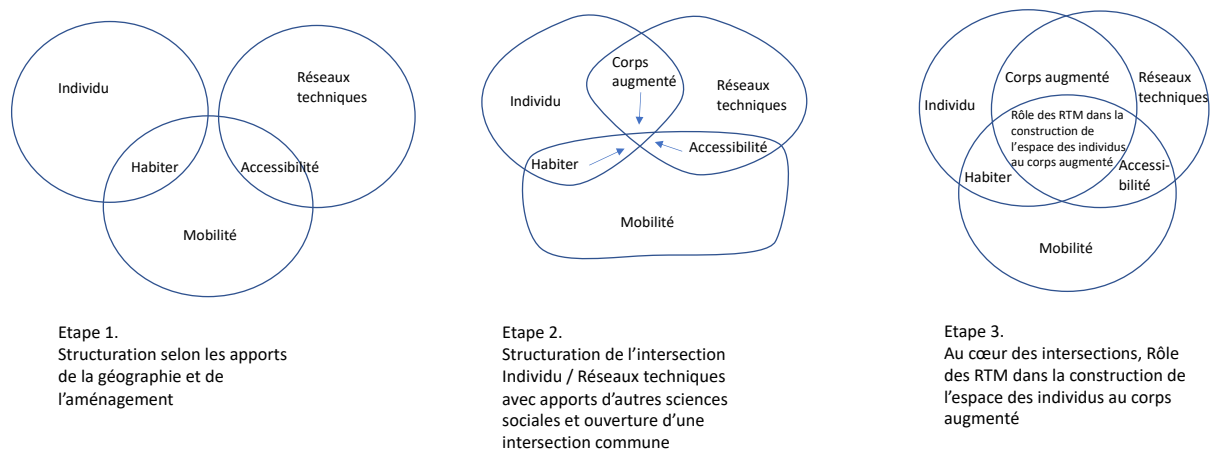 Individu
Réseaux
techniques
Habiter
Accessibilité
Mobilité
Etape 1.
Structuration selon les apports
de la géographie et de
l’aménagement
Corps
augmenté
Individu
Réseaux
techniques
Habiter
Accessibilité
Mobilité
Etape 2.
Structuration de l’intersection
Individu / Réseaux techniques
avec apports d’autres sciences
sociales et ouverture d’une
intersection commune
Corps augmenté
Individu
Réseaux
techniques
Rôle des RTM dans la
construction de
l’espace des individus
au corps augmenté
Habiter
Accessi-
bilité
Mobilité
Etape 3.
Au cœur des intersections, Rôle
des RTM dans la construction de
l’espace des individus au corps
augmenté